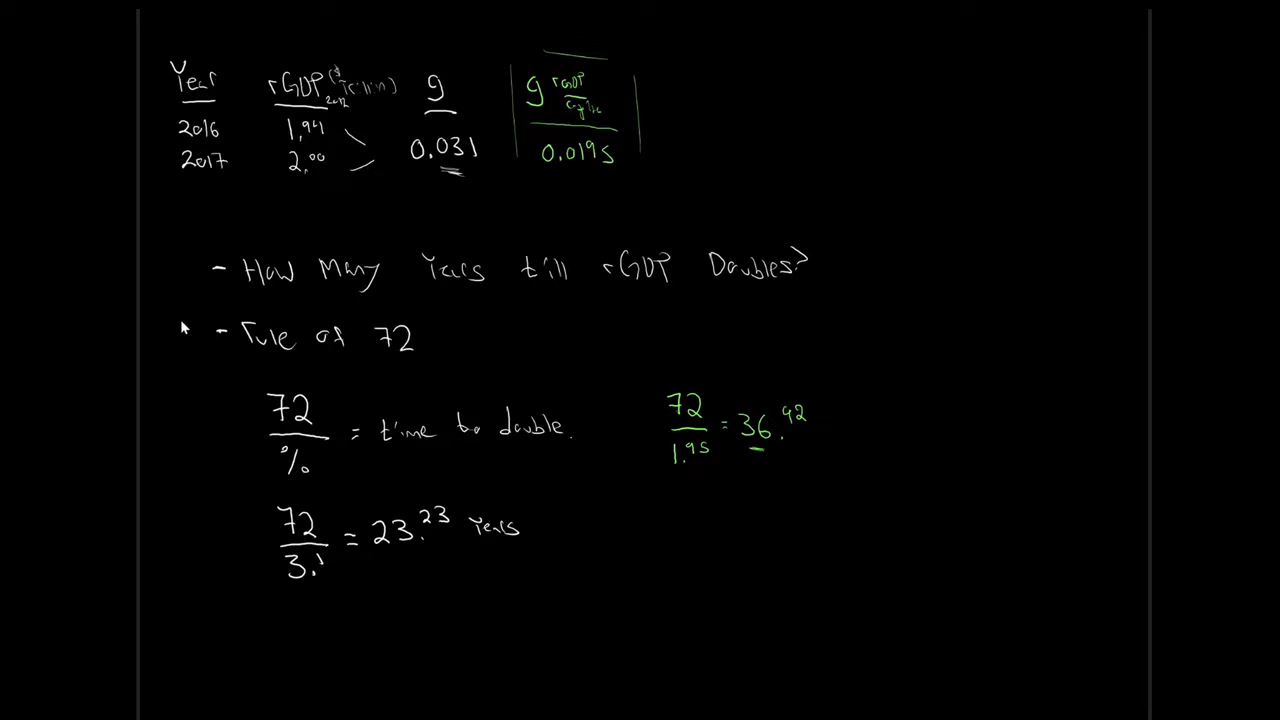 Year rGDP ($ Trillion) 2012 g g rGDP/Capita
2016 1.94
2017 2.00 0.031 0.0195
- How Many Years till rGDP Doubles?
- Rule of 72
72/% = time to double.
72/1.95 = 36.92
72/3.1 = 23.23 Years